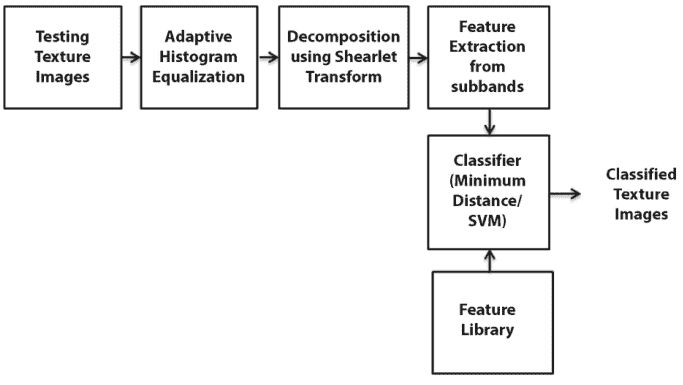 Testing
Texture
Images
Adaptive
Histogram
Equalization
Decomposition
using Shearlet
Transform
Feature
Extraction
from
subbands
Classifier
(Minimum
Distance/
SVM)
Classified
Texture
Images
Feature
Library